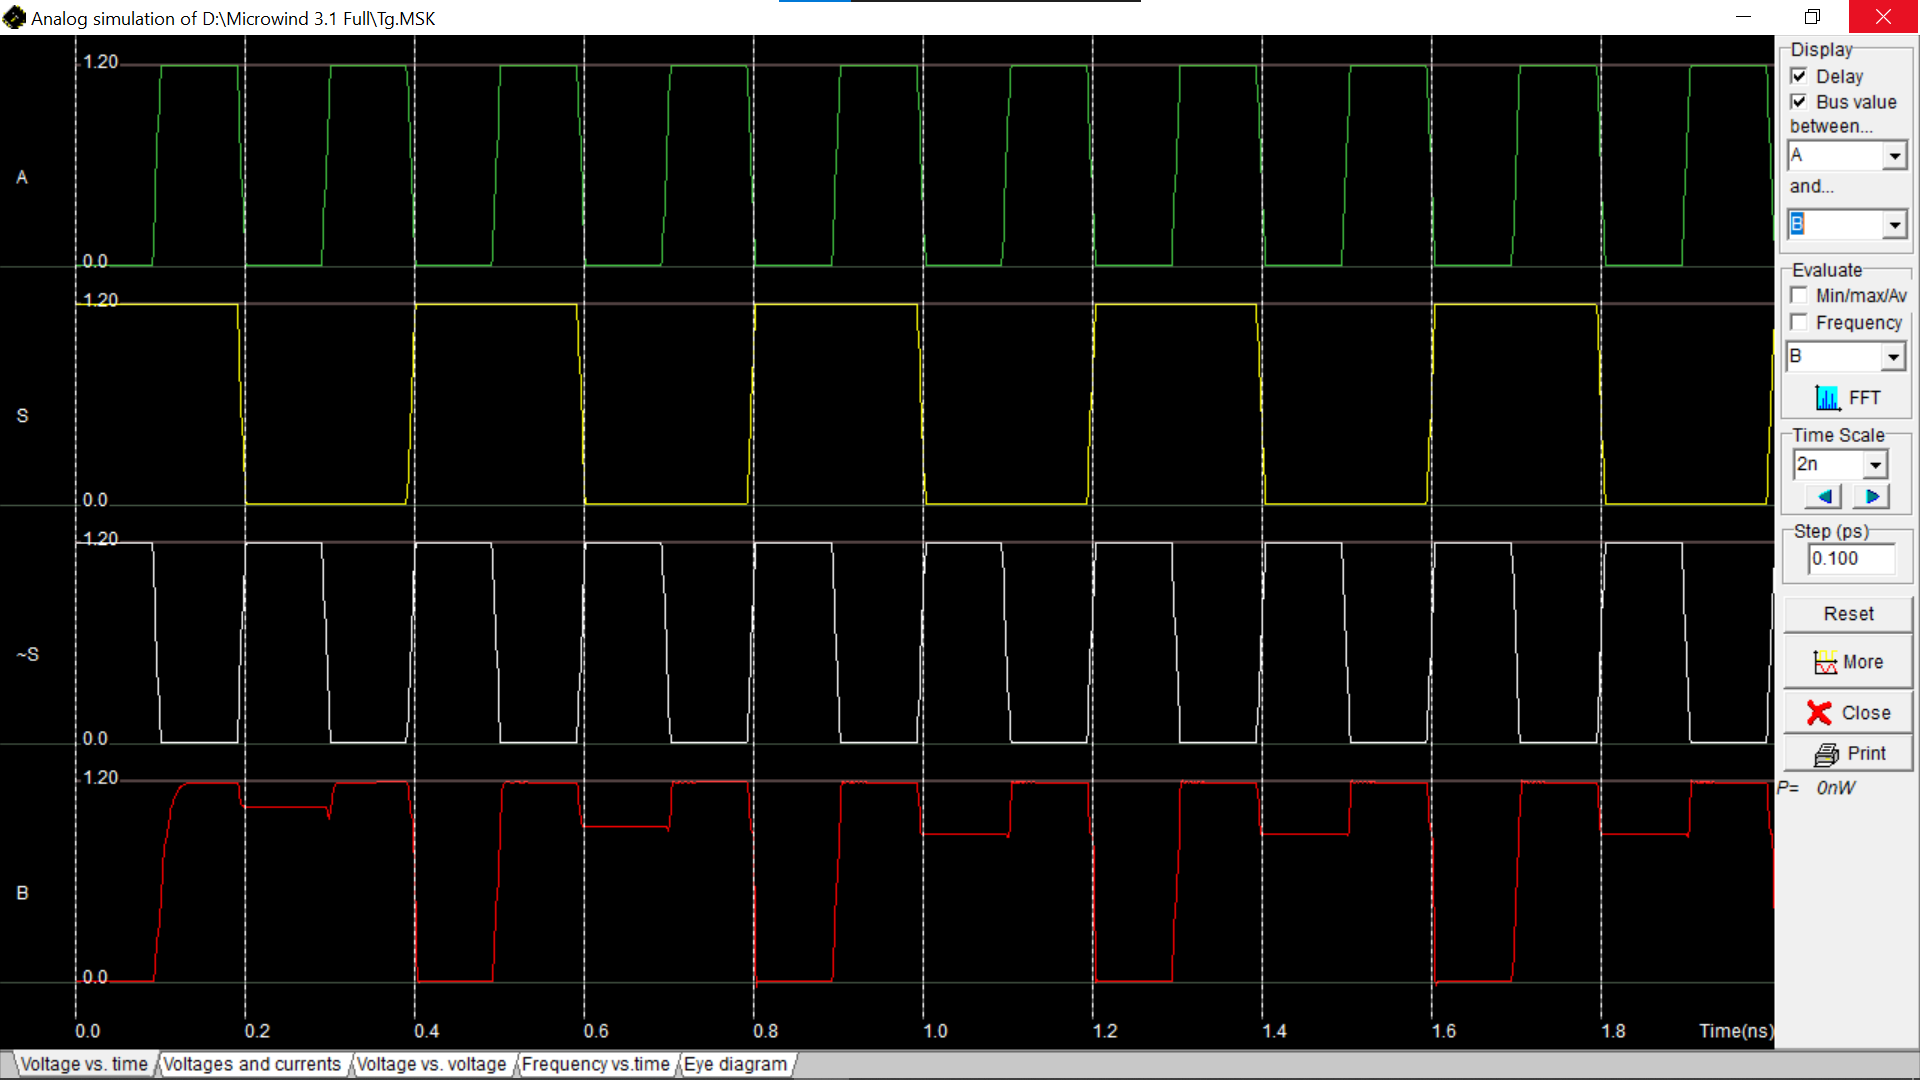 Analog simulation of D:\Microwind 3.1 Full\Tg.MSK
1.20
A
0.0
1.20
S
0.0
1.20
~S
0.0
1.20
B
0.0
0.0 0.2 0.4 0.6 0.8 1.0 1.2 1.4 1.6 1.8 Time(ns)
Voltage vs. time Voltages and currents Voltage vs. voltage Frequency vs.time Eye diagram
Display
Delay
Bus value
between...
A
and...
B
Evaluate
Min/max/Av
Frequency
B
FFT
Time Scale
2n
Step (ps)
0.100
Reset
More
Close
Print
P= 0nW